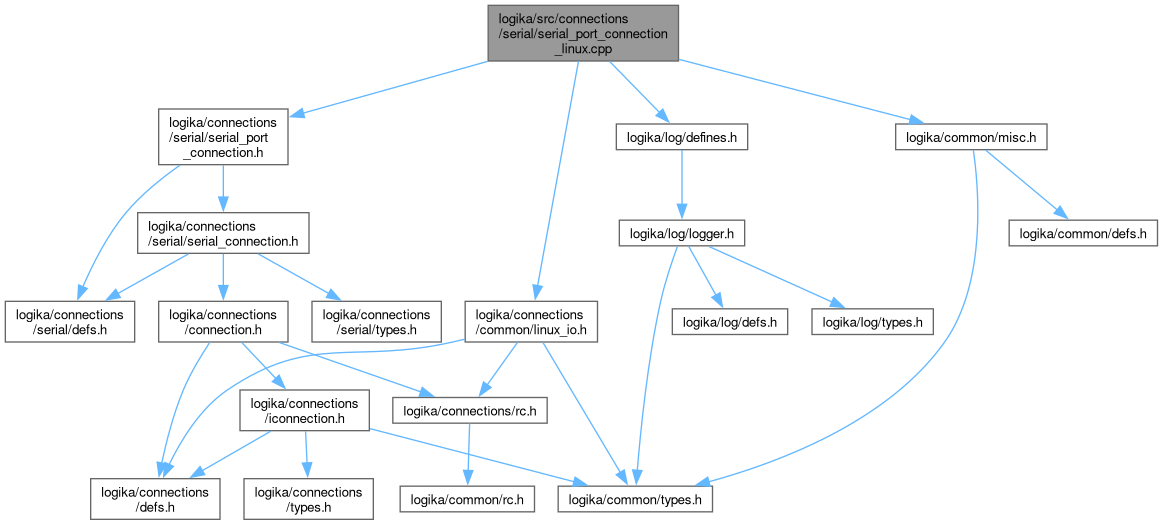 logika/src/connections
/serial/serial_port_connection
_linux.cpp
logika/connections
/serial/serial_port
_connection.h
logika/log/defines.h
logika/common/misc.h
logika/connections
/serial/serial_connection.h
logika/log/logger.h
logika/common/defs.h
logika/connections
/serial/defs.h
logika/connections
/connection.h
logika/connections
/serial/types.h
logika/connections
/common/linux_io.h
logika/log/defs.h
logika/log/types.h
logika/connections
/iconnection.h
logika/connections/rc.h
logika/connections
/defs.h
logika/connections
/types.h
logika/common/rc.h
logika/common/types.h